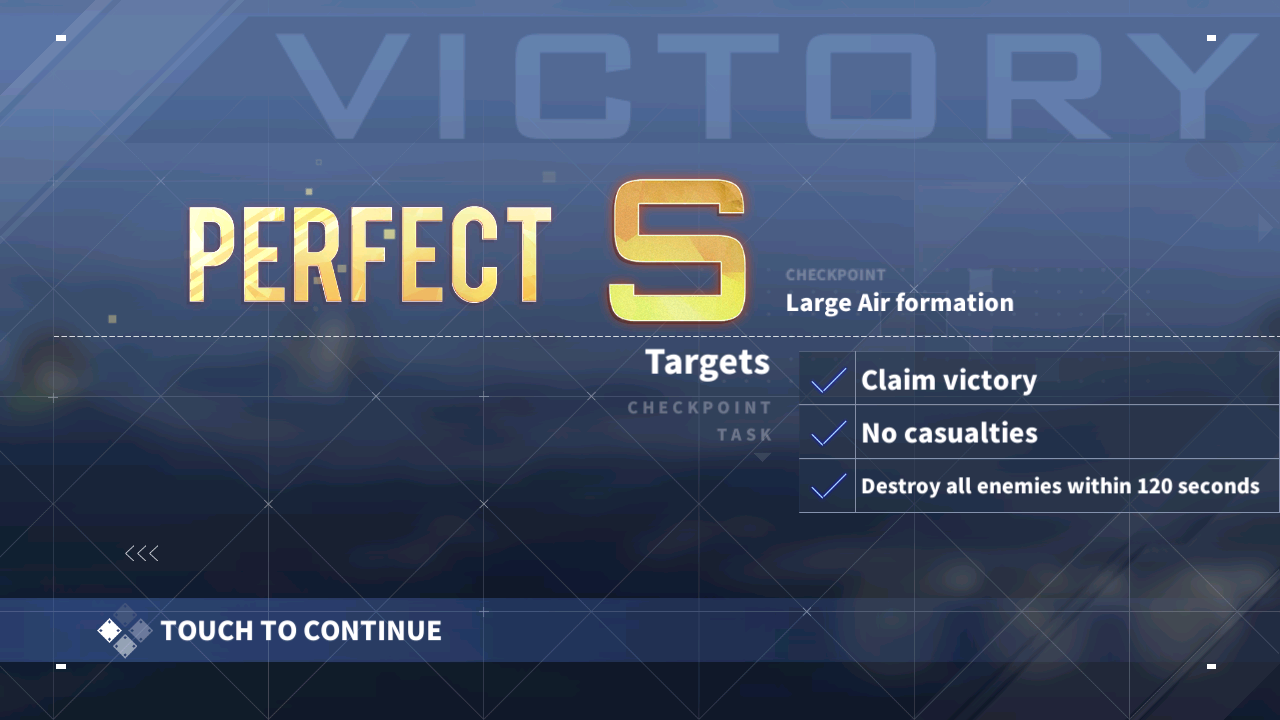 VICTORY
PERFECT S
CHECKPOINT
Large Air formation
Targets
CHECKPOINT
TASK
Claim victory
No casualties
Destroy all enemies within 120 seconds
TOUCH TO CONTINUE